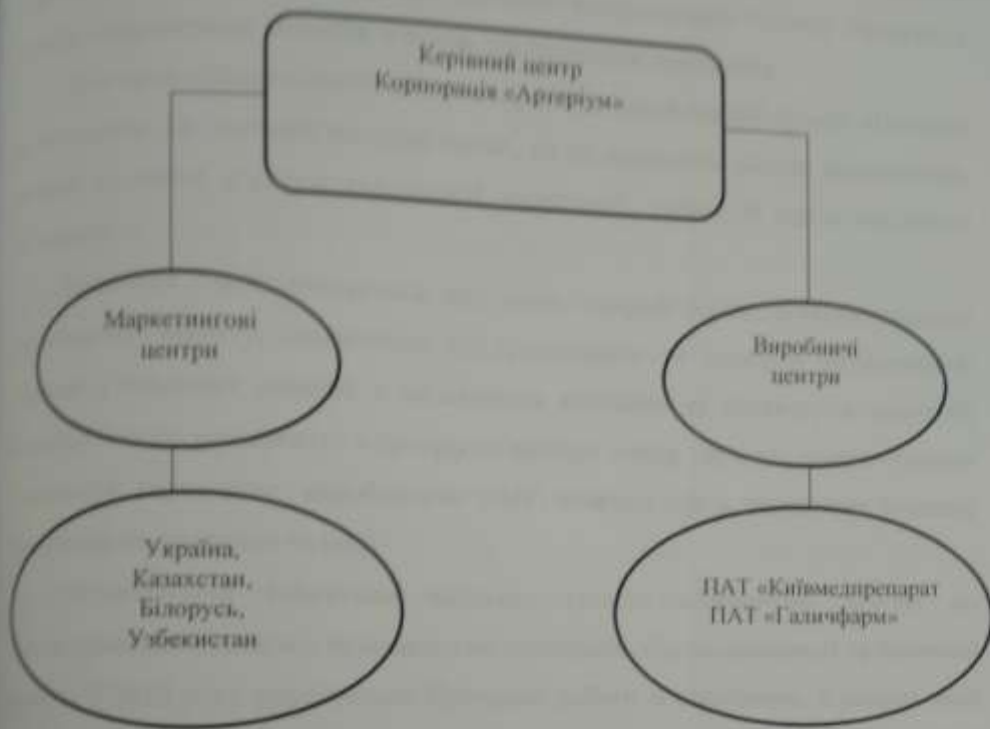 Керівний центр
Корпорація «Артеріум»
Маркетингові
центри
Виробничі
центри
Україна,
Казахстан,
Білорусь,
Узбекистан
ПАТ «Київмедпрепарат
ПАТ «Галичфарм»